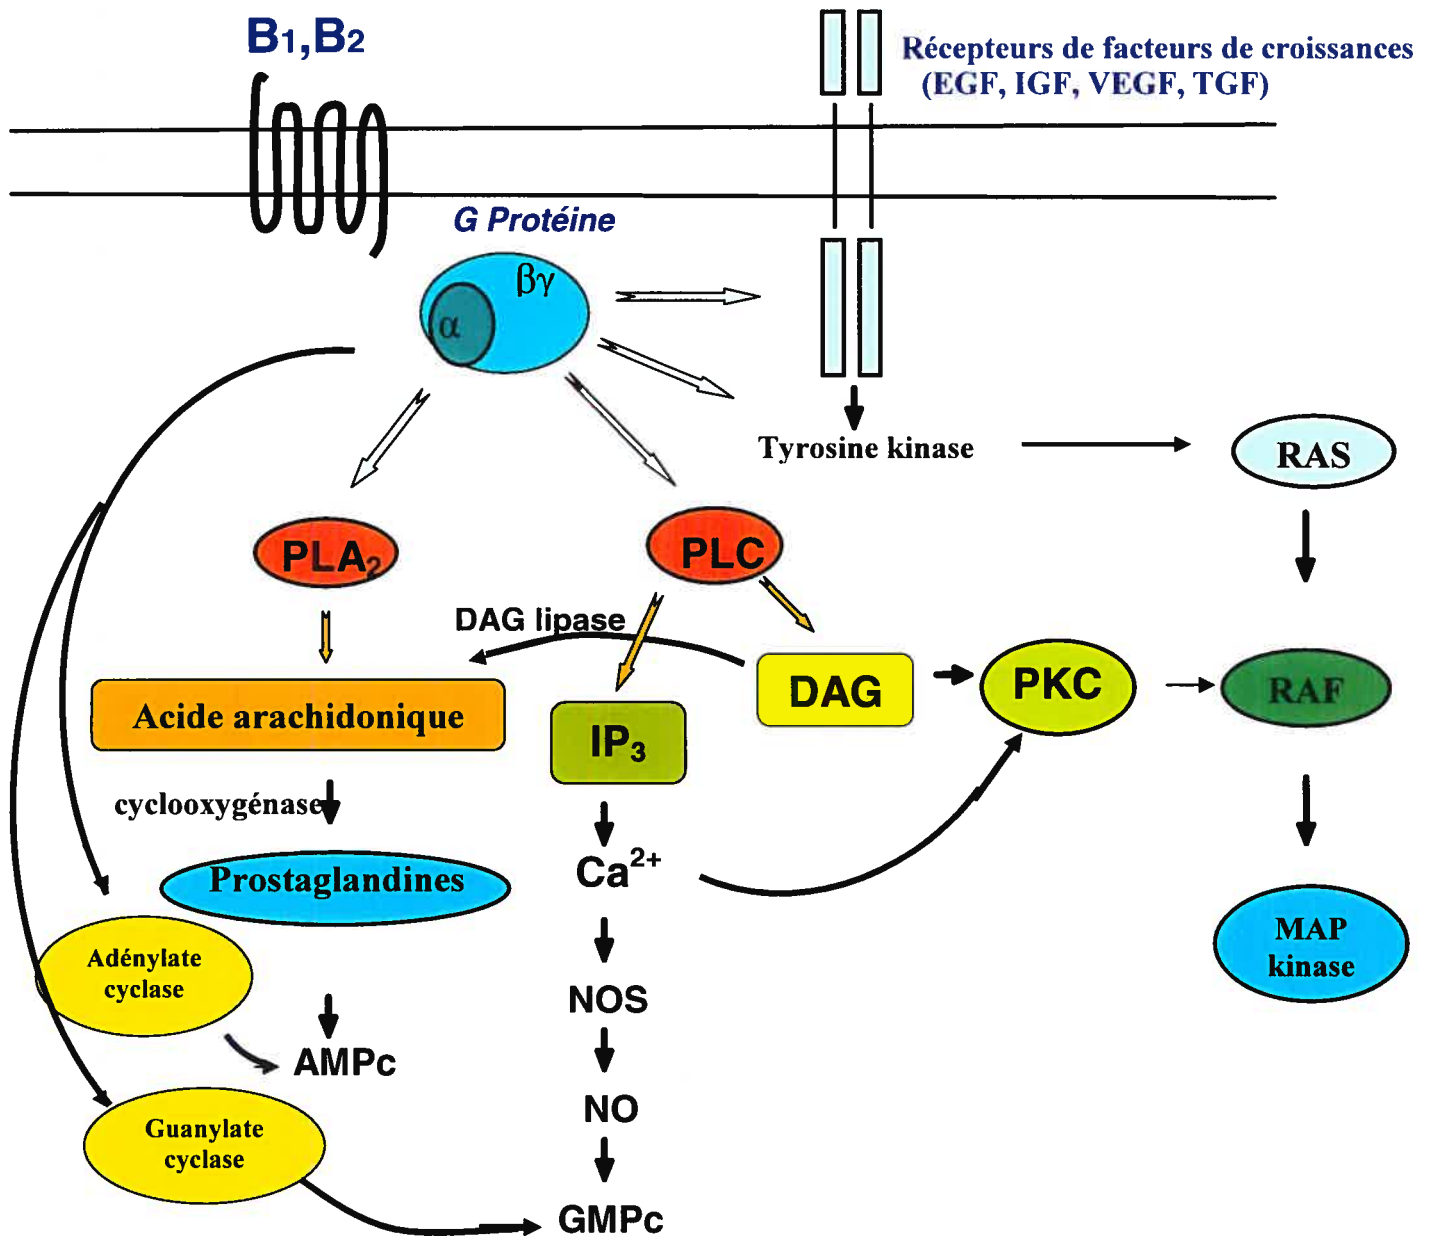 B1,B2
Récepteurs de facteurs de croissances
(EGF, IGF, VEGF, TGF)
G Protéine
βγ
α
Tyrosine kinase
RAS
PLA2
PLC
DAG lipase
DAG
PKC
RAF
Acide arachidonique
IP3
cyclooxygénase
Ca2+
Prostaglandines
MAP
kinase
Adénylate
cyclase
NOS
AMPc
NO
Guanylate
cyclase
GMPc